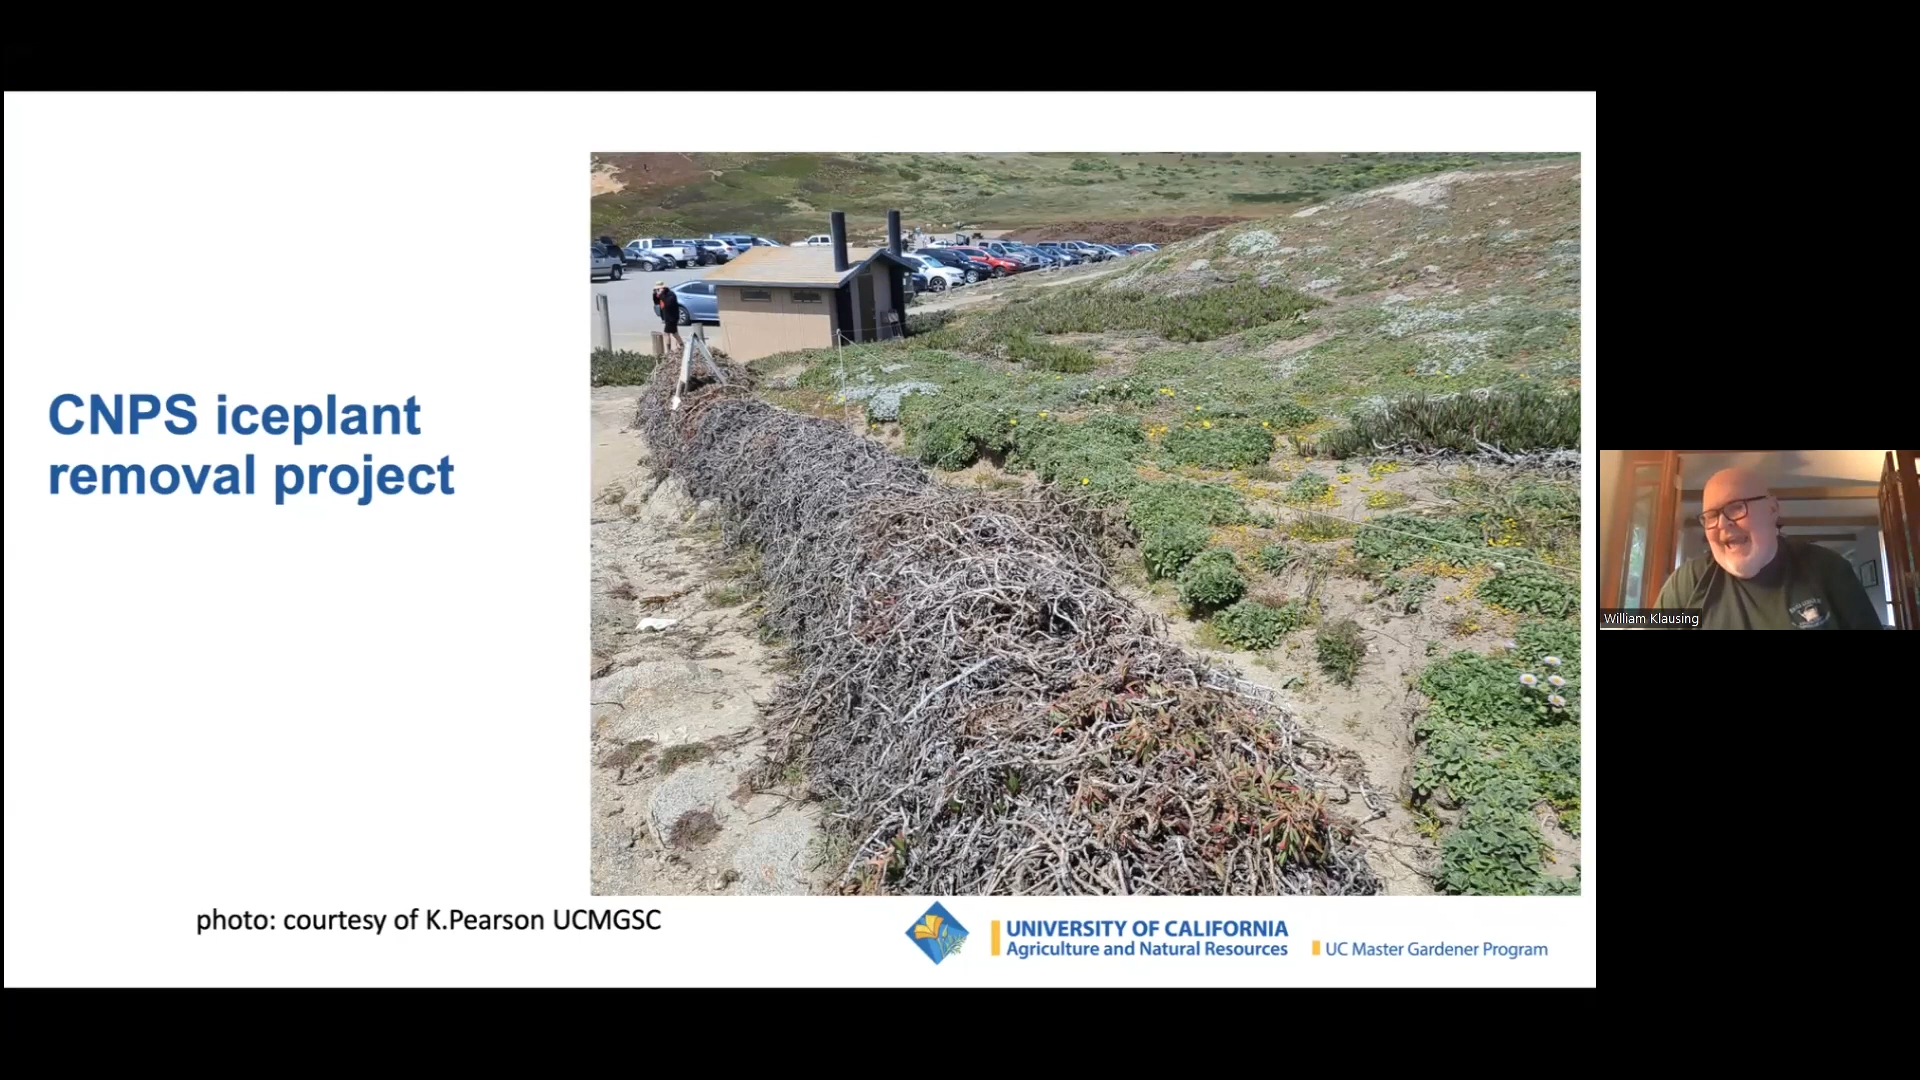 CNPS iceplant
removal project
William Klausing
photo: courtesy of K.Pearson UCMGSC
UNIVERSITY OF CALIFORNIA
Agriculture and Natural Resources
UC Master Gardener Program